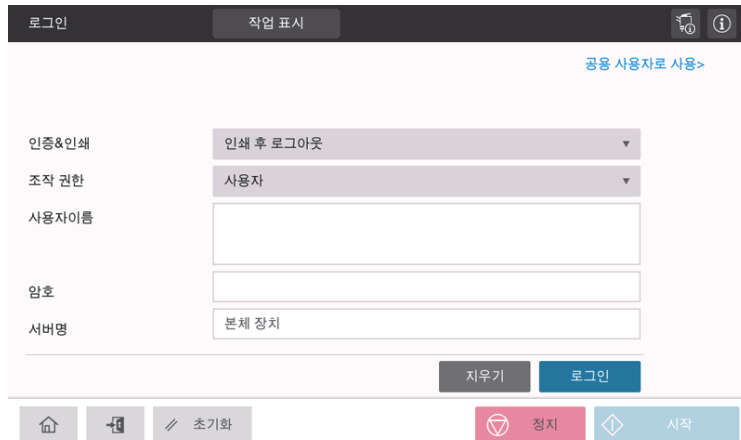 로그인 작업 표시
공용 사용자로 사용>
인증&인쇄 인쇄 후 로그아웃
조작 권한 사용자
사용자이름
암호
서버명 본체 장치
지우기 로그인
초기화 정지 시작